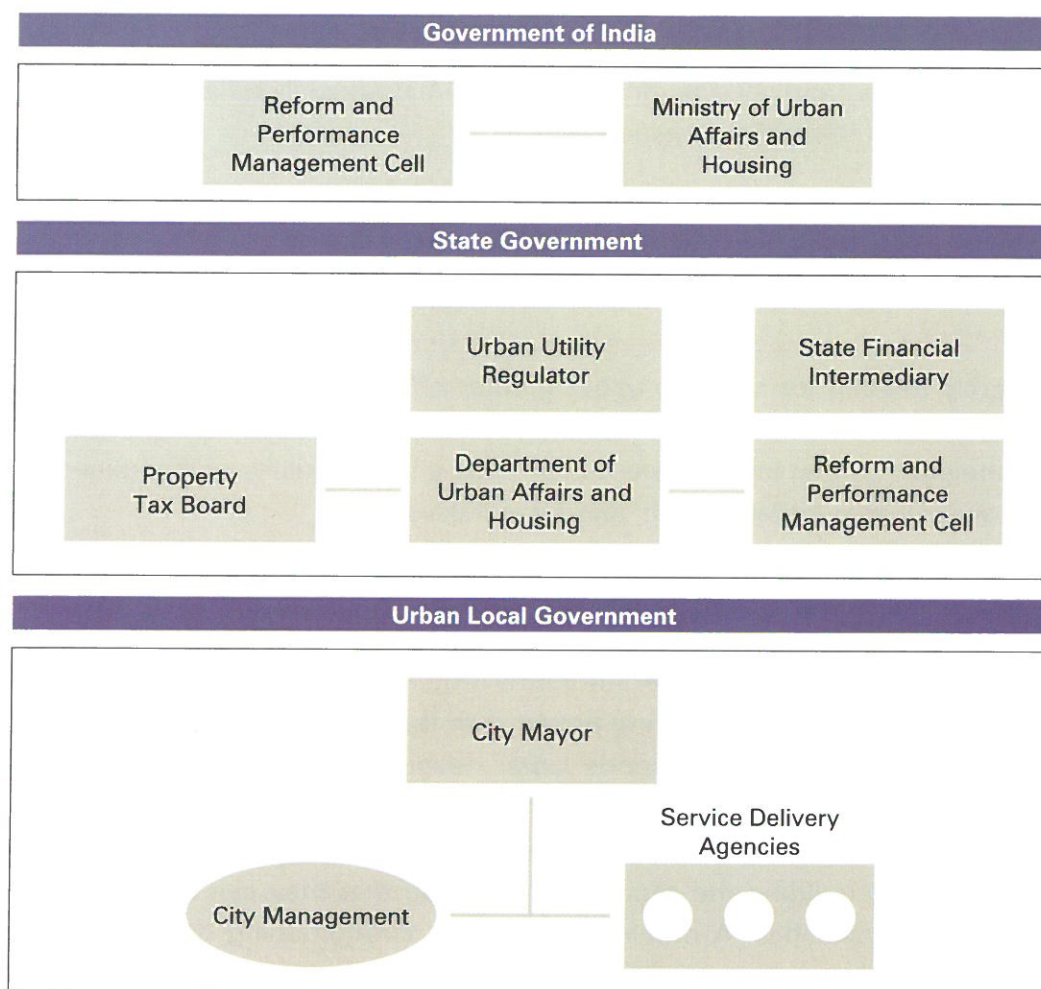 Government of India
Reform and
Performance
Management Cell
Ministry of Urban
Affairs and
Housing
State Government
Urban Utility
Regulator
State Financial
Intermediary
Property
Tax Board
Department of
Urban Affairs and
Housing
Reform and
Performance
Management Cell
Urban Local Government
City Mayor
Service Delivery
Agencies
City Management